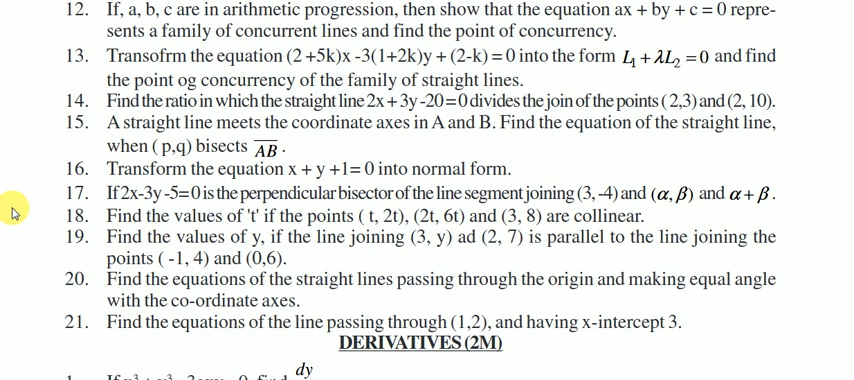 12. If, a, b, c are in arithmetic progression, then show that the equation ax + by + c = 0 repre-
sents a family of concurrent lines and find the point of concurrency.
13. Transofrm the equation (2 +5k)x -3(1+2k)y + (2-k) = 0 into the form L₁ + λL₂ = 0 and find
the point og concurrency of the family of straight lines.
14. Find the ratio in which the straight line 2x + 3y -20=0 divides the join of the points (2,3) and (2, 10).
15. A straight line meets the coordinate axes in A and B. Find the equation of the straight line,
when ( p,q) bisects A̅B̅ .
16. Transform the equation x + y +1= 0 into normal form.
17. If 2x-3y -5=0 is the perpendicular bisector of the line segment joining (3, -4) and (α, β) and α + β .
18. Find the values of 't' if the points ( t, 2t), (2t, 6t) and (3, 8) are collinear.
19. Find the values of y, if the line joining (3, y) ad (2, 7) is parallel to the line joining the
points ( -1, 4) and (0,6).
20. Find the equations of the straight lines passing through the origin and making equal angle
with the co-ordinate axes.
21. Find the equations of the line passing through (1,2), and having x-intercept 3.
DERIVATIVES (2M)
dy